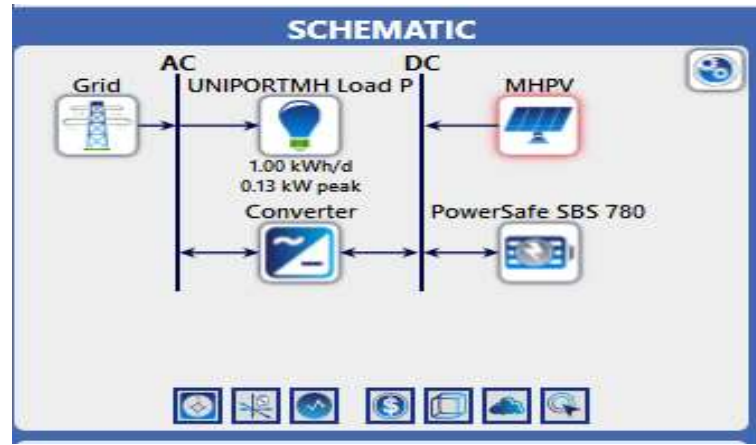 SCHEMATIC
AC
DC
Grid
UNIPORTMH Load P
MHPV
1.00 kWh/d
0.13 kW peak
Converter
PowerSafe SBS 780